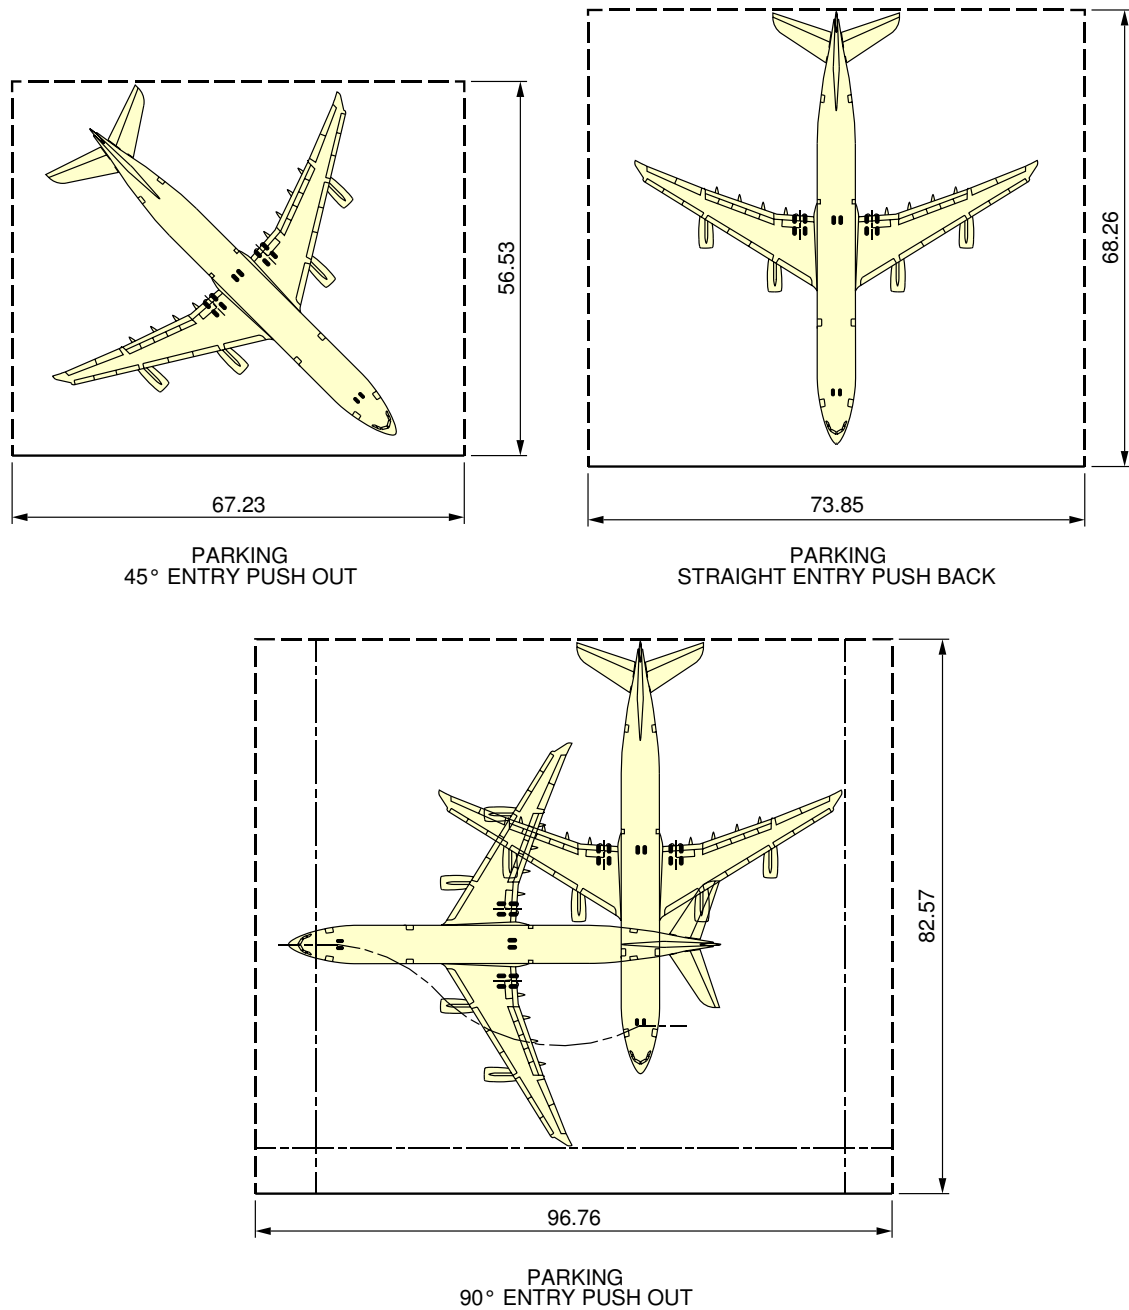 56.53
67.23
PARKING
45° ENTRY PUSH OUT
68.26
73.85
PARKING
STRAIGHT ENTRY PUSH BACK
82.57
96.76
PARKING
90° ENTRY PUSH OUT